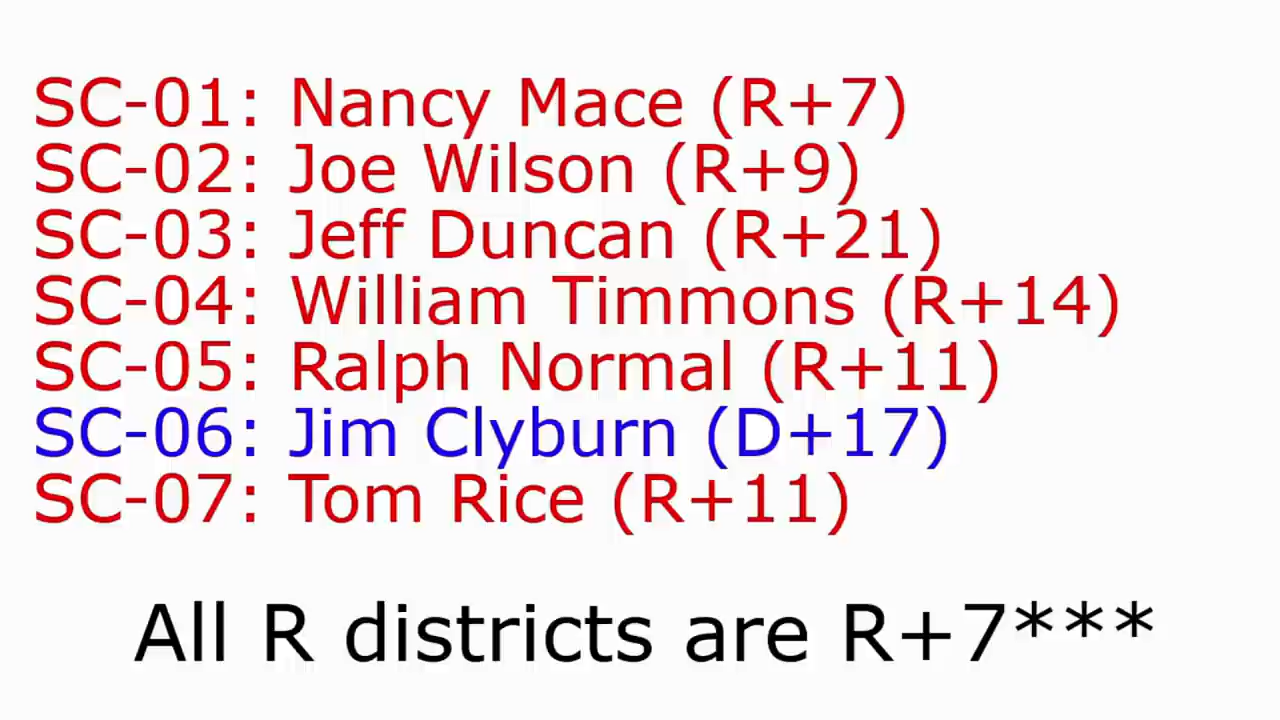 SC-01: Nancy Mace (R+7)
SC-02: Joe Wilson (R+9)
SC-03: Jeff Duncan (R+21)
SC-04: William Timmons (R+14)
SC-05: Ralph Normal (R+11)
SC-06: Jim Clyburn (D+17)
SC-07: Tom Rice (R+11)
All R districts are R+7***